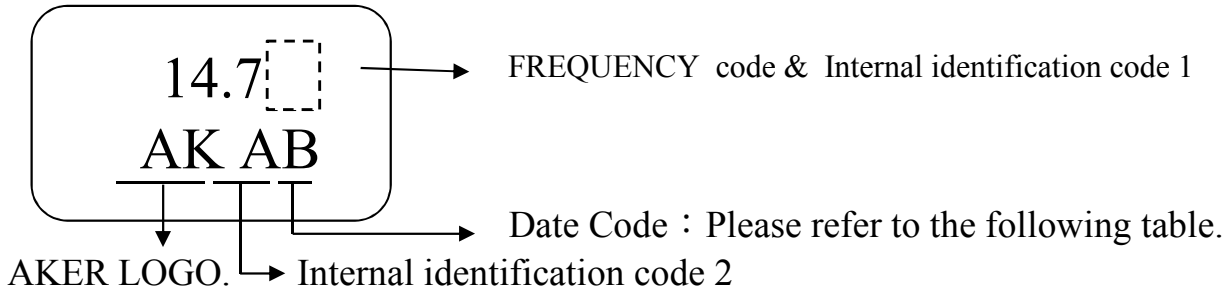 14.7
FREQUENCY code & Internal identification code 1
AK AB
Date Code：Please refer to the following table.
AKER LOGO.
Internal identification code 2